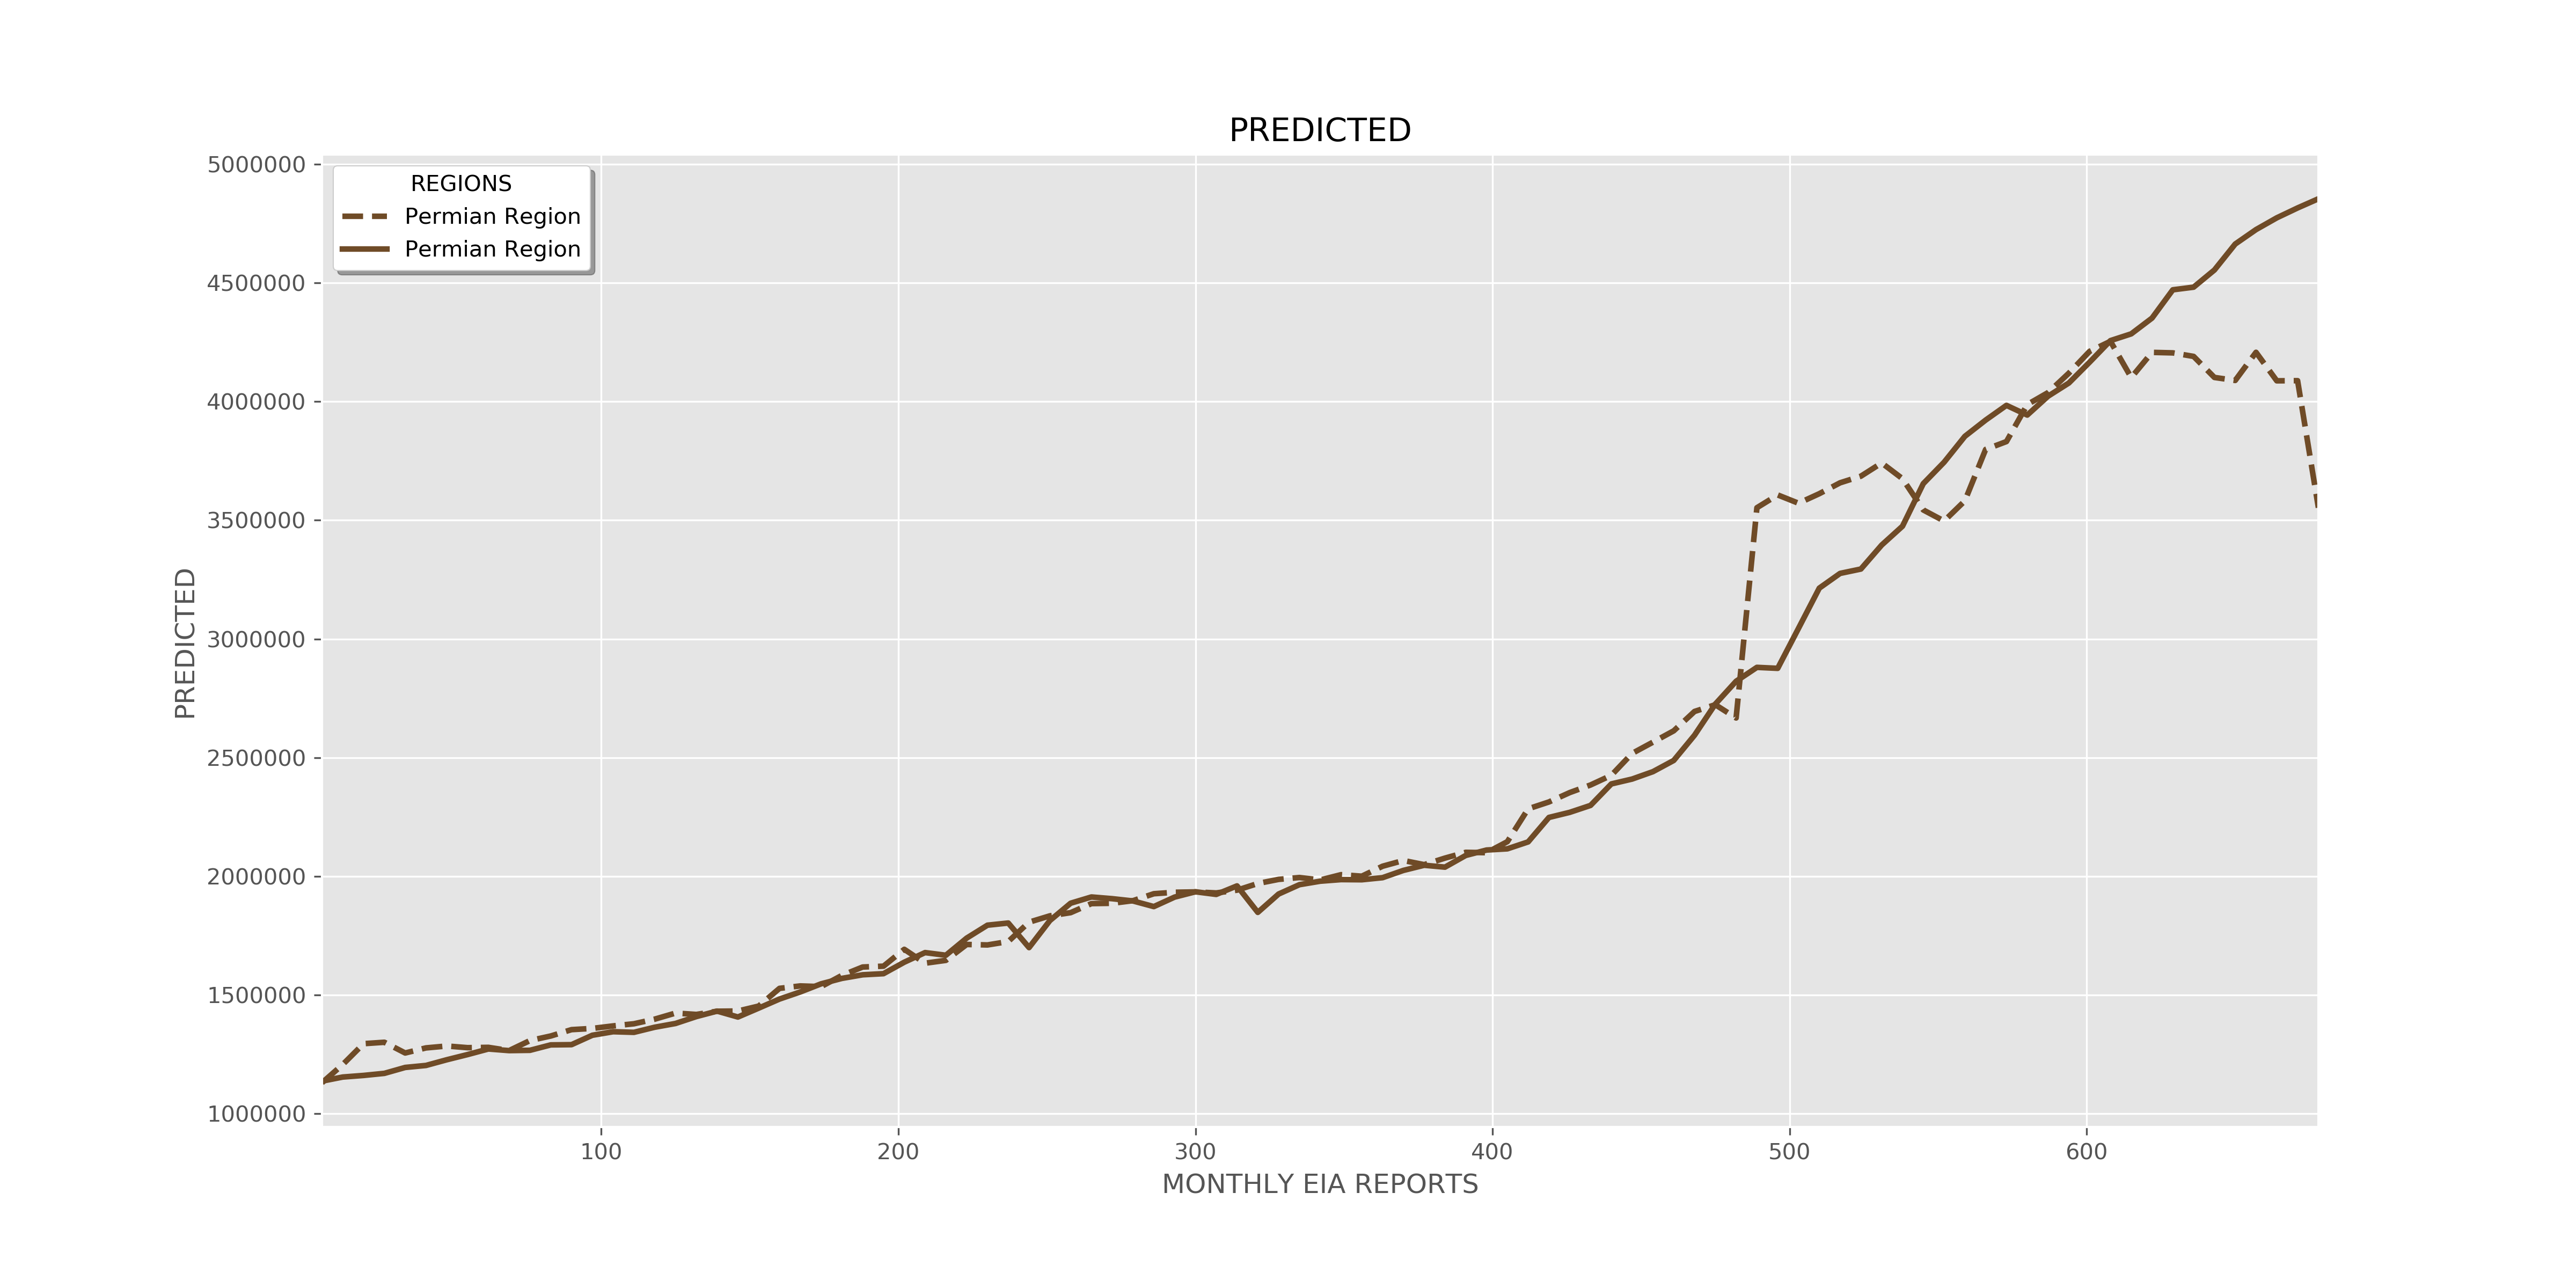 PREDICTED
REGIONS
Permian Region
Permian Region
5000000
4500000
4000000
3500000
3000000
2500000
2000000
1500000
1000000
PREDICTED
100 200 300 400 500 600
MONTHLY EIA REPORTS